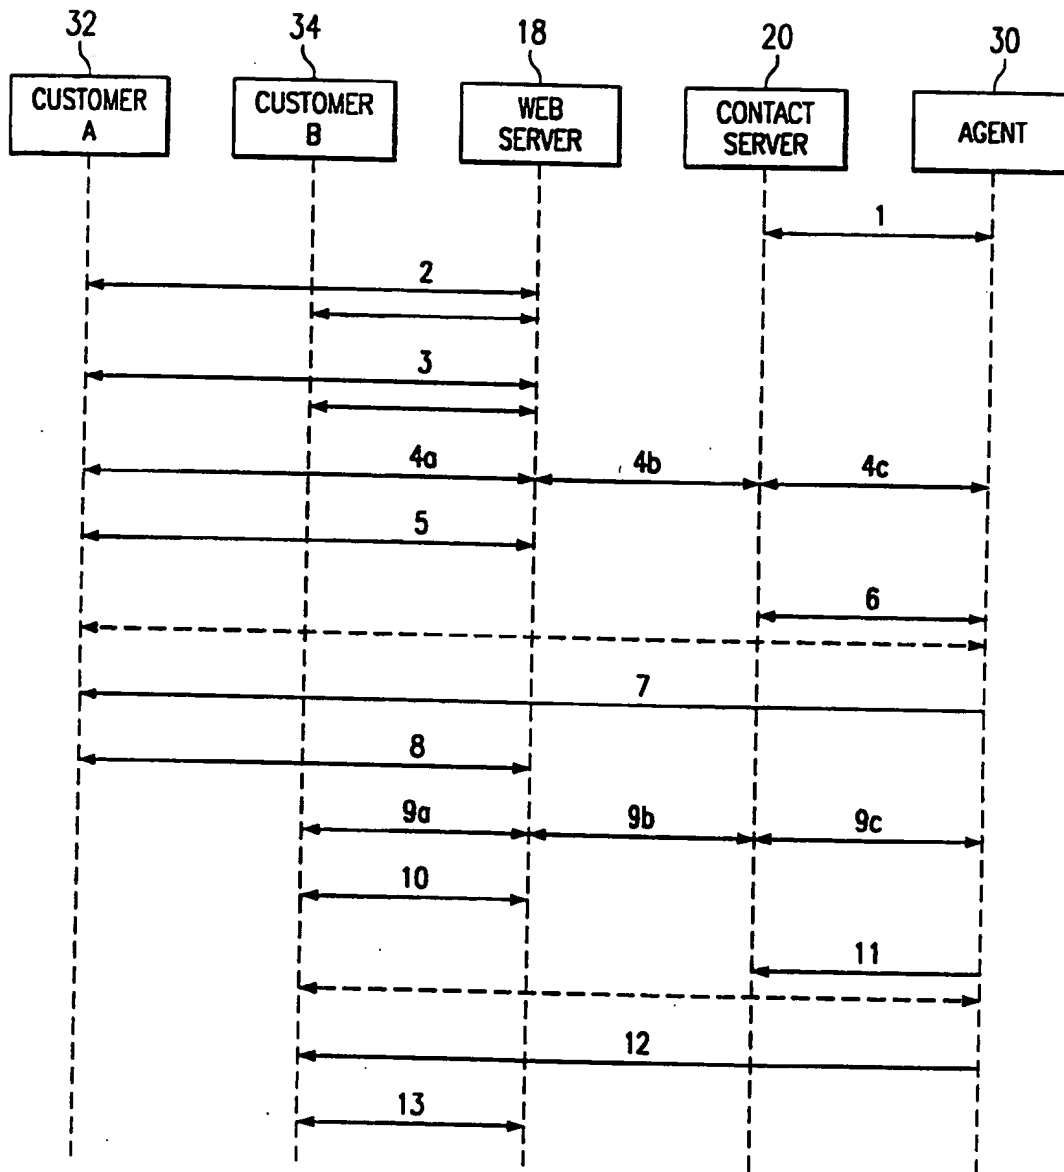 32 34 18 20 30
CUSTOMER A
CUSTOMER B
WEB SERVER
CONTACT SERVER
AGENT
1
2
3
4a 4b 4c
5
6
7
8
9a 9b 9c
10
11
12
13